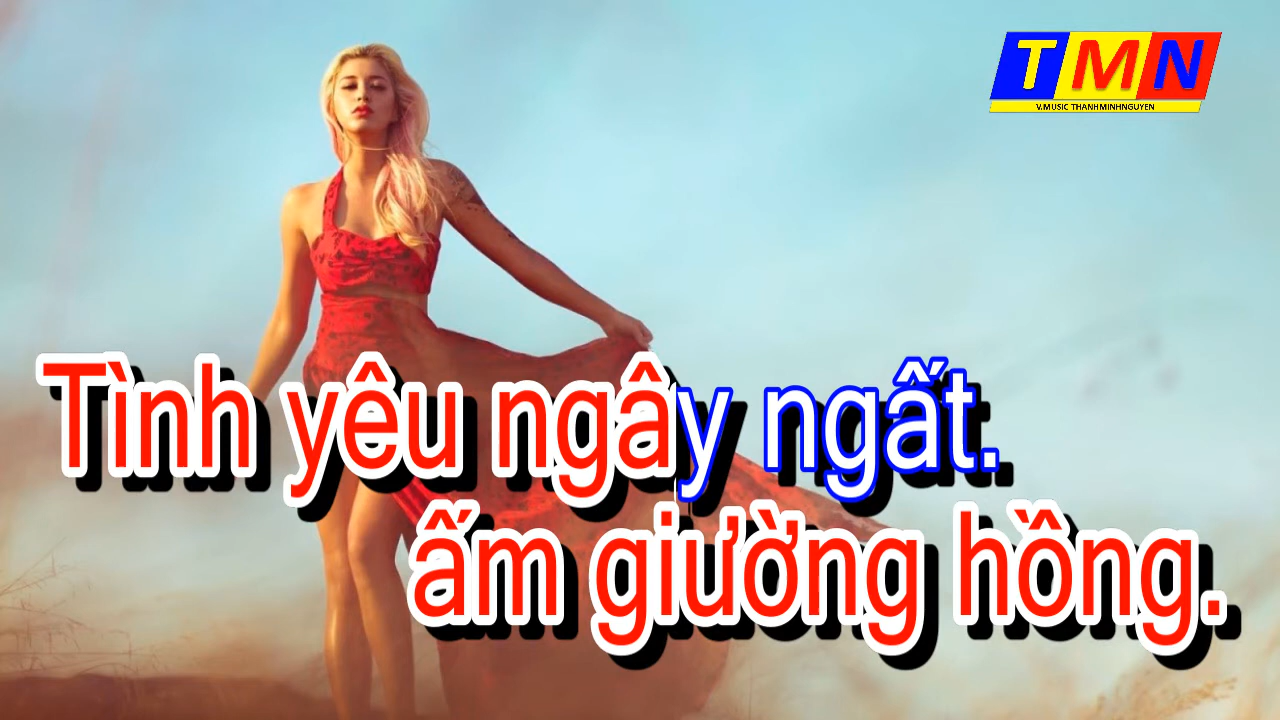 TMN
V.MUSIC THANHMINHNGUYEN
Tình yêu ngây ngất.
ấm giường hồng.